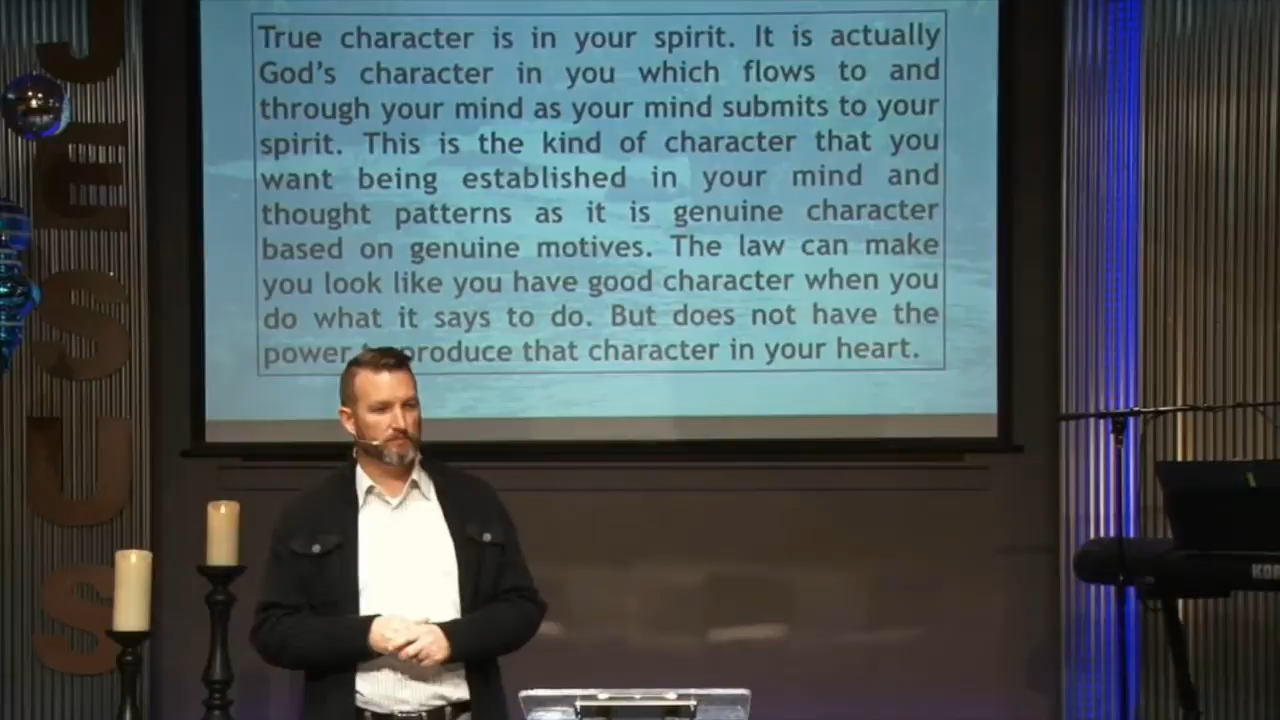 True character is in your spirit. It is actually
God's character in you which flows to and
through your mind as your mind submits to your
spirit. This is the kind of character that you
want being established in your mind and
thought patterns as it is genuine character
based on genuine motives. The law can make
you look like you have good character when you
do what it says to do. But does not have the
power produce that character in your heart.
JESUS
KOR